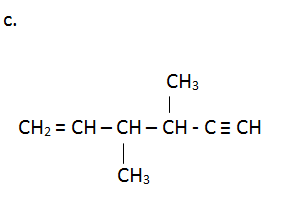 c.
CH₃
CH₂ = CH – CH – CH - C ≡ CH
CH₃